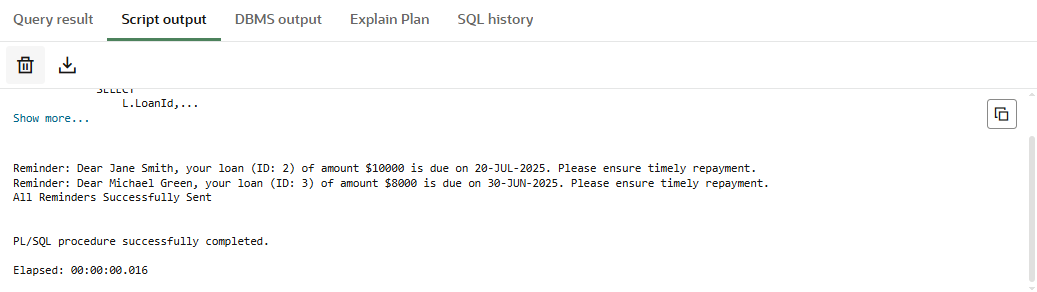 Query result Script output DBMS output Explain Plan SQL history
SELECT
L.LoanId,...
Show more...
Reminder: Dear Jane Smith, your loan (ID: 2) of amount $10000 is due on 20-JUL-2025. Please ensure timely repayment.
Reminder: Dear Michael Green, your loan (ID: 3) of amount $8000 is due on 30-JUN-2025. Please ensure timely repayment.
All Reminders Successfully Sent
PL/SQL procedure successfully completed.
Elapsed: 00:00:00.016